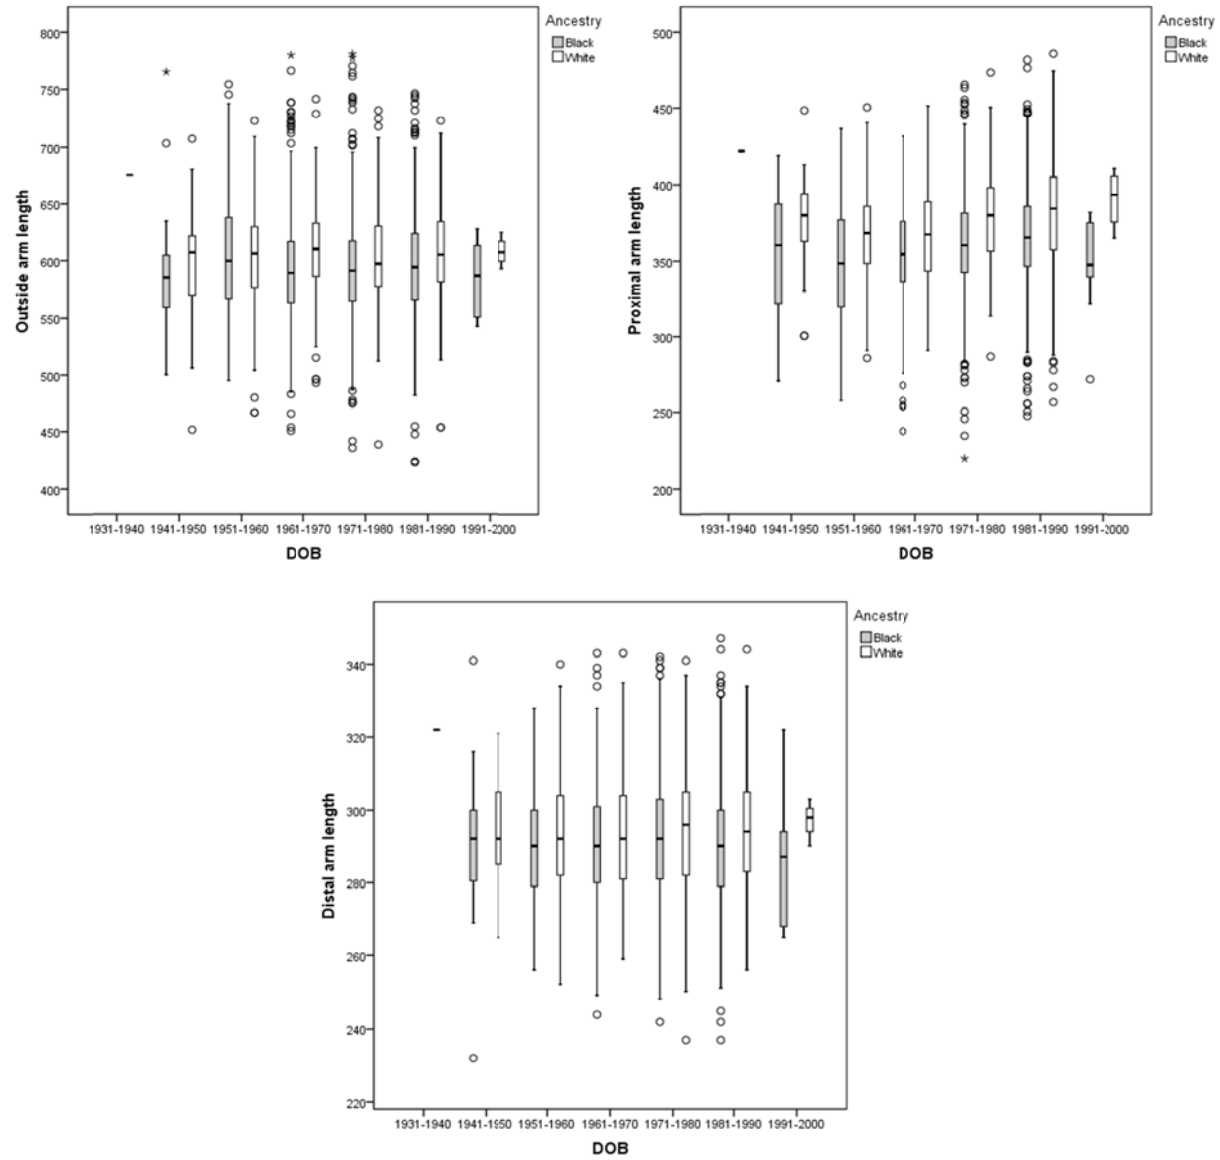 Ancestry
Black
White
800
750
700
650
600
550
500
450
400
Outside arm length
1931-1940 1941-1950 1951-1960 1961-1970 1971-1980 1981-1990 1991-2000
DOB
Ancestry
Black
White
500
450
400
350
300
250
200
Proximal arm length
1931-1940 1941-1950 1951-1960 1961-1970 1971-1980 1981-1990 1991-2000
DOB
Ancestry
Black
White
340
320
300
280
260
240
220
Distal arm length
1931-1940 1941-1550 1951-1960 1961-1970 1971-1980 1981-1990 1991-2000
DOB